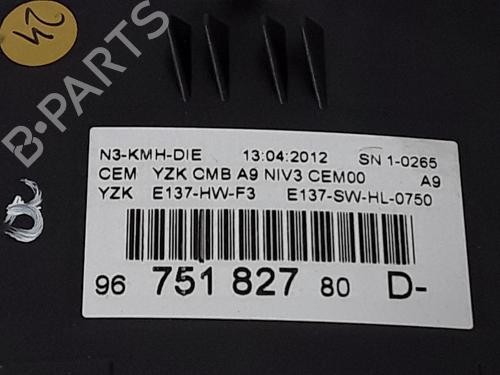 24
B-PARTS
N3-KMH-DIE 13:04:2012 SN 1-0265
CEM YZK CMB A9 NIV3 CEM00 A9
YZK E137-HW-F3 E137-SW-HL-0750
96 751 827 80 D-